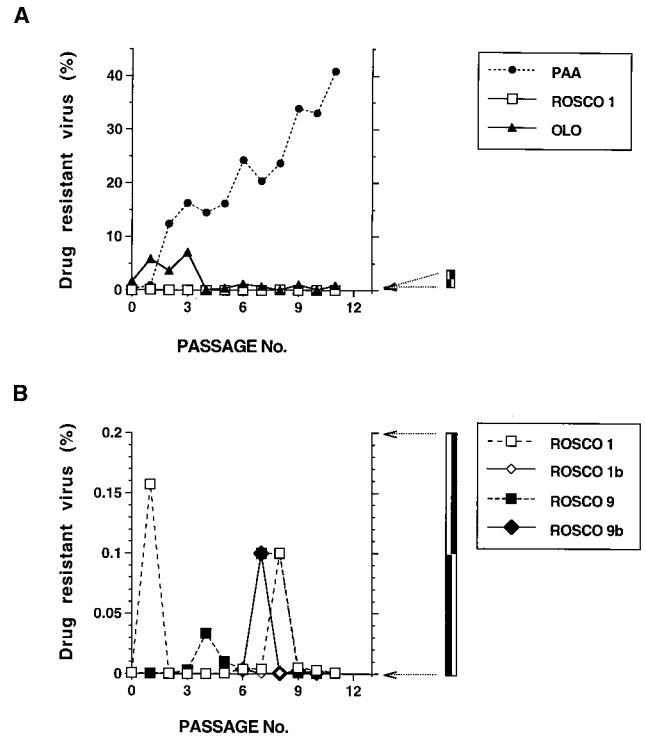 A
Drug resistant virus (%)
40
30
20
10
0
0 3 6 9 12
PASSAGE No.
PAA
ROSCO 1
OLO
B
Drug resistant virus (%)
0.2
0.15
0.1
0.05
0
0 3 6 9 12
PASSAGE No.
ROSCO 1
ROSCO 1b
ROSCO 9
ROSCO 9b